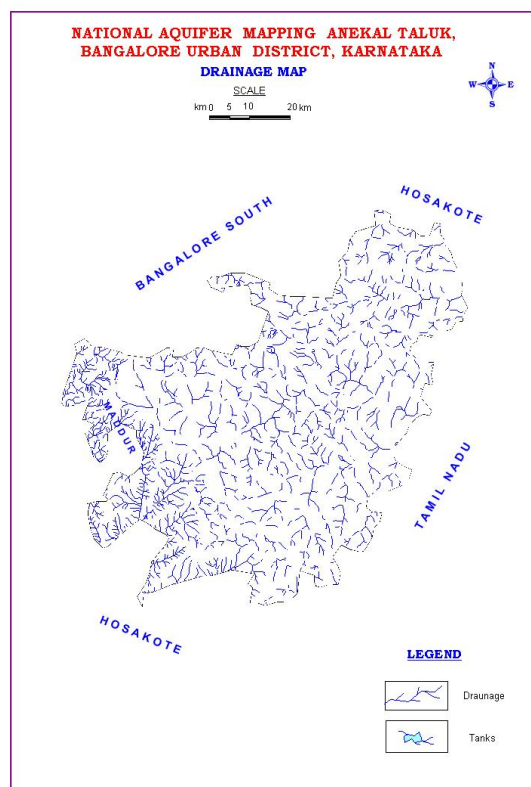 NATIONAL AQUIFER MAPPING ANEKAL TALUK,
BANGALORE URBAN DISTRICT, KARNATAKA
DRAINAGE MAP
SCALE
km 0 5 10 20 km
N
W E
S
HOSAKOTE
BANGALORE SOUTH
MADDUR
TAMIL NADU
HOSAKOTE
LEGEND
Draunage
Tanks